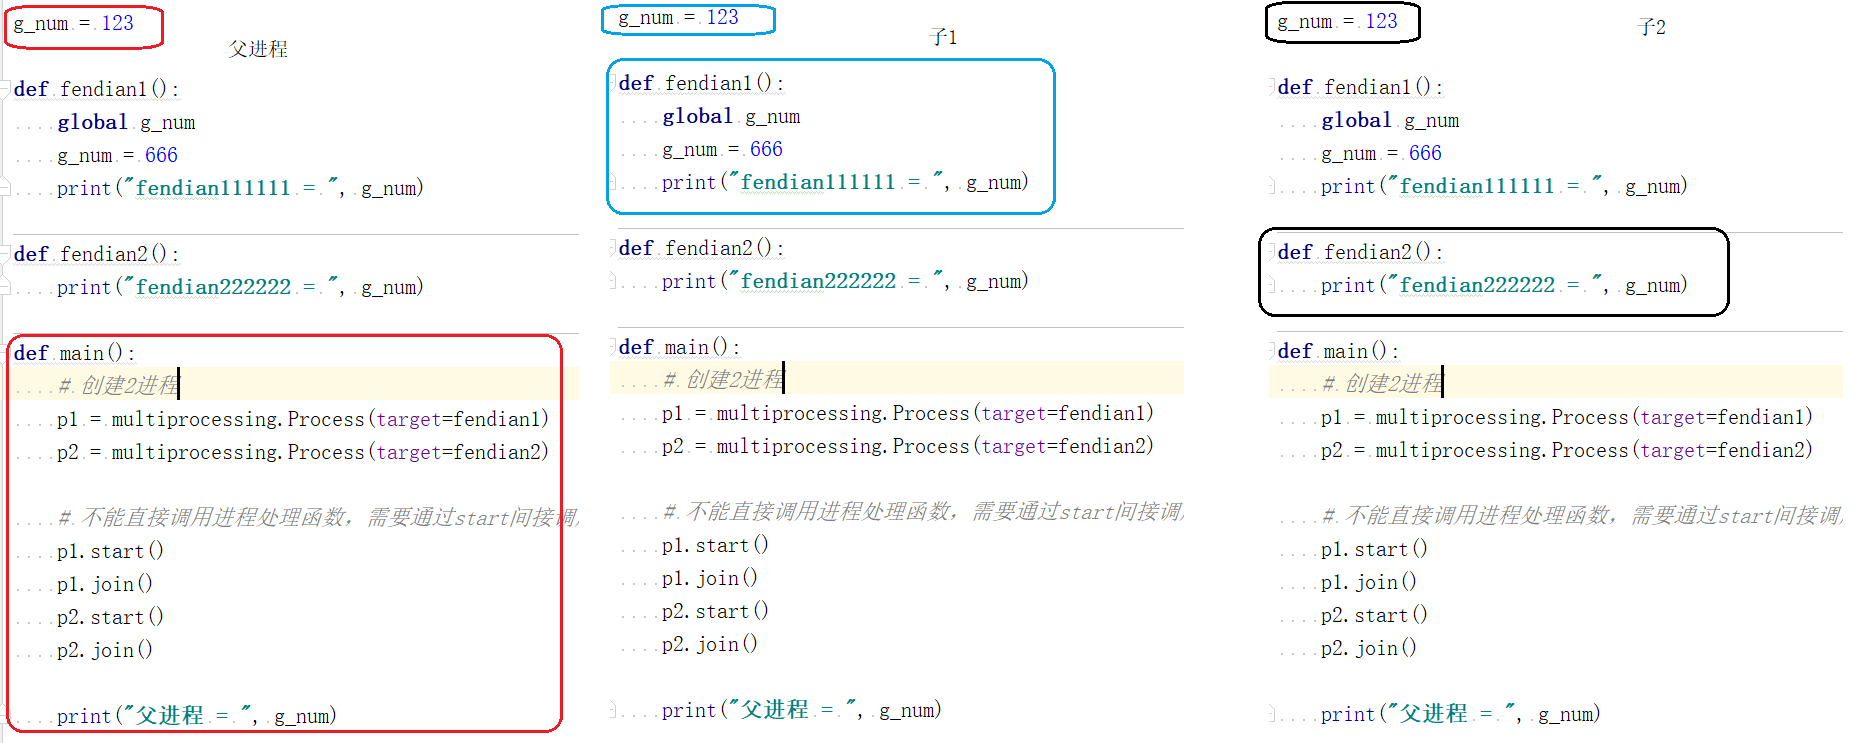 g_num = 123
父进程
def fendian1():
    global g_num
    g_num = 666
    print("fendian111111 = ", g_num)
def fendian2():
    print("fendian222222 = ", g_num)
def main():
    # 创建2进程
    p1 = multiprocessing.Process(target=fendian1)
    p2 = multiprocessing.Process(target=fendian2)
    # 不能直接调用进程处理函数，需要通过start间接调
    p1.start()
    p1.join()
    p2.start()
    p2.join()
    print("父进程 = ", g_num)
g_num = 123
子1
def fendian1():
    global g_num
    g_num = 666
    print("fendian111111 = ", g_num)
def fendian2():
    print("fendian222222 = ", g_num)
def main():
    # 创建2进程
    p1 = multiprocessing.Process(target=fendian1)
    p2 = multiprocessing.Process(target=fendian2)
    # 不能直接调用进程处理函数，需要通过start间接调
    p1.start()
    p1.join()
    p2.start()
    p2.join()
    print("父进程 = ", g_num)
g_num = 123
子2
def fendian1():
    global g_num
    g_num = 666
    print("fendian111111 = ", g_num)
def fendian2():
    print("fendian222222 = ", g_num)
def main():
    # 创建2进程
    p1 = multiprocessing.Process(target=fendian1)
    p2 = multiprocessing.Process(target=fendian2)
    # 不能直接调用进程处理函数，需要通过start间接调
    p1.start()
    p1.join()
    p2.start()
    p2.join()
    print("父进程 = ", g_num)